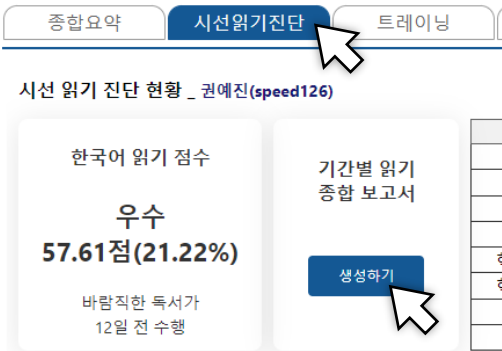 종합요약
시선읽기진단
트레이닝
시선 읽기 진단 현황 _ 권예진(speed126)
한국어 읽기 점수
우수
57.61점(21.22%)
바람직한 독서가
12일 전 수행
기간별 읽기
종합 보고서
생성하기